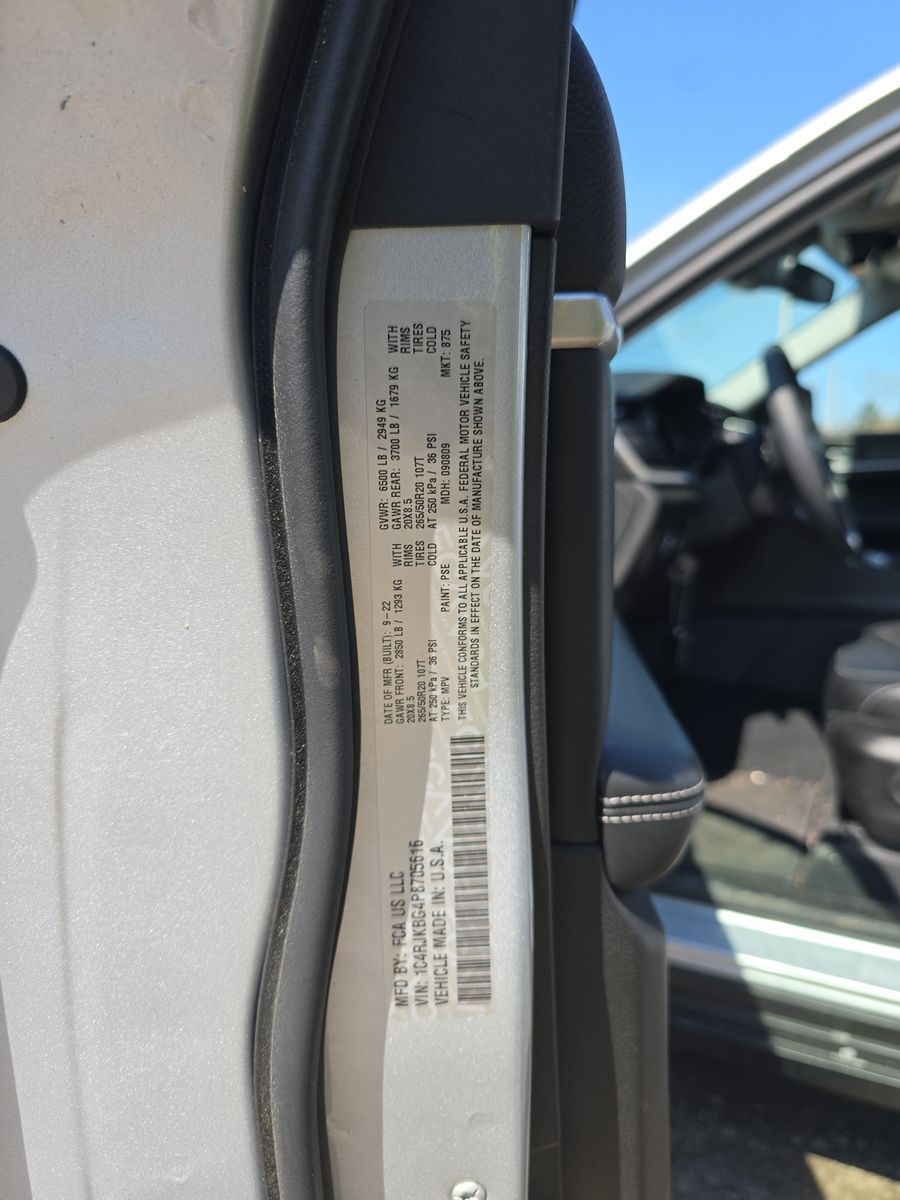 MFD BY: FCA US LLC
VIN: 1C4RJKBG4P8705616
VEHICLE MADE IN: U.S.A.
DATE OF MFR (BUILT): 9-22
GAWR FRONT: 2850 LB / 1293 KG WITH
20X8.5 RIMS
265/50R20 107T TIRES
AT 250 kPa / 36 PSI COLD
TYPE: MPV PAINT: PSE
GVWR: 6500 LB / 2949 KG
GAWR REAR: 3700 LB / 1679 KG WITH
20X8.5 RIMS
265/50R20 107T TIRES
AT 250 kPa / 36 PSI COLD
MDH: 090809 MKT: 875
THIS VEHICLE CONFORMS TO ALL APPLICABLE U.S.A. FEDERAL MOTOR VEHICLE SAFETY
STANDARDS IN EFFECT ON THE DATE OF MANUFACTURE SHOWN ABOVE.